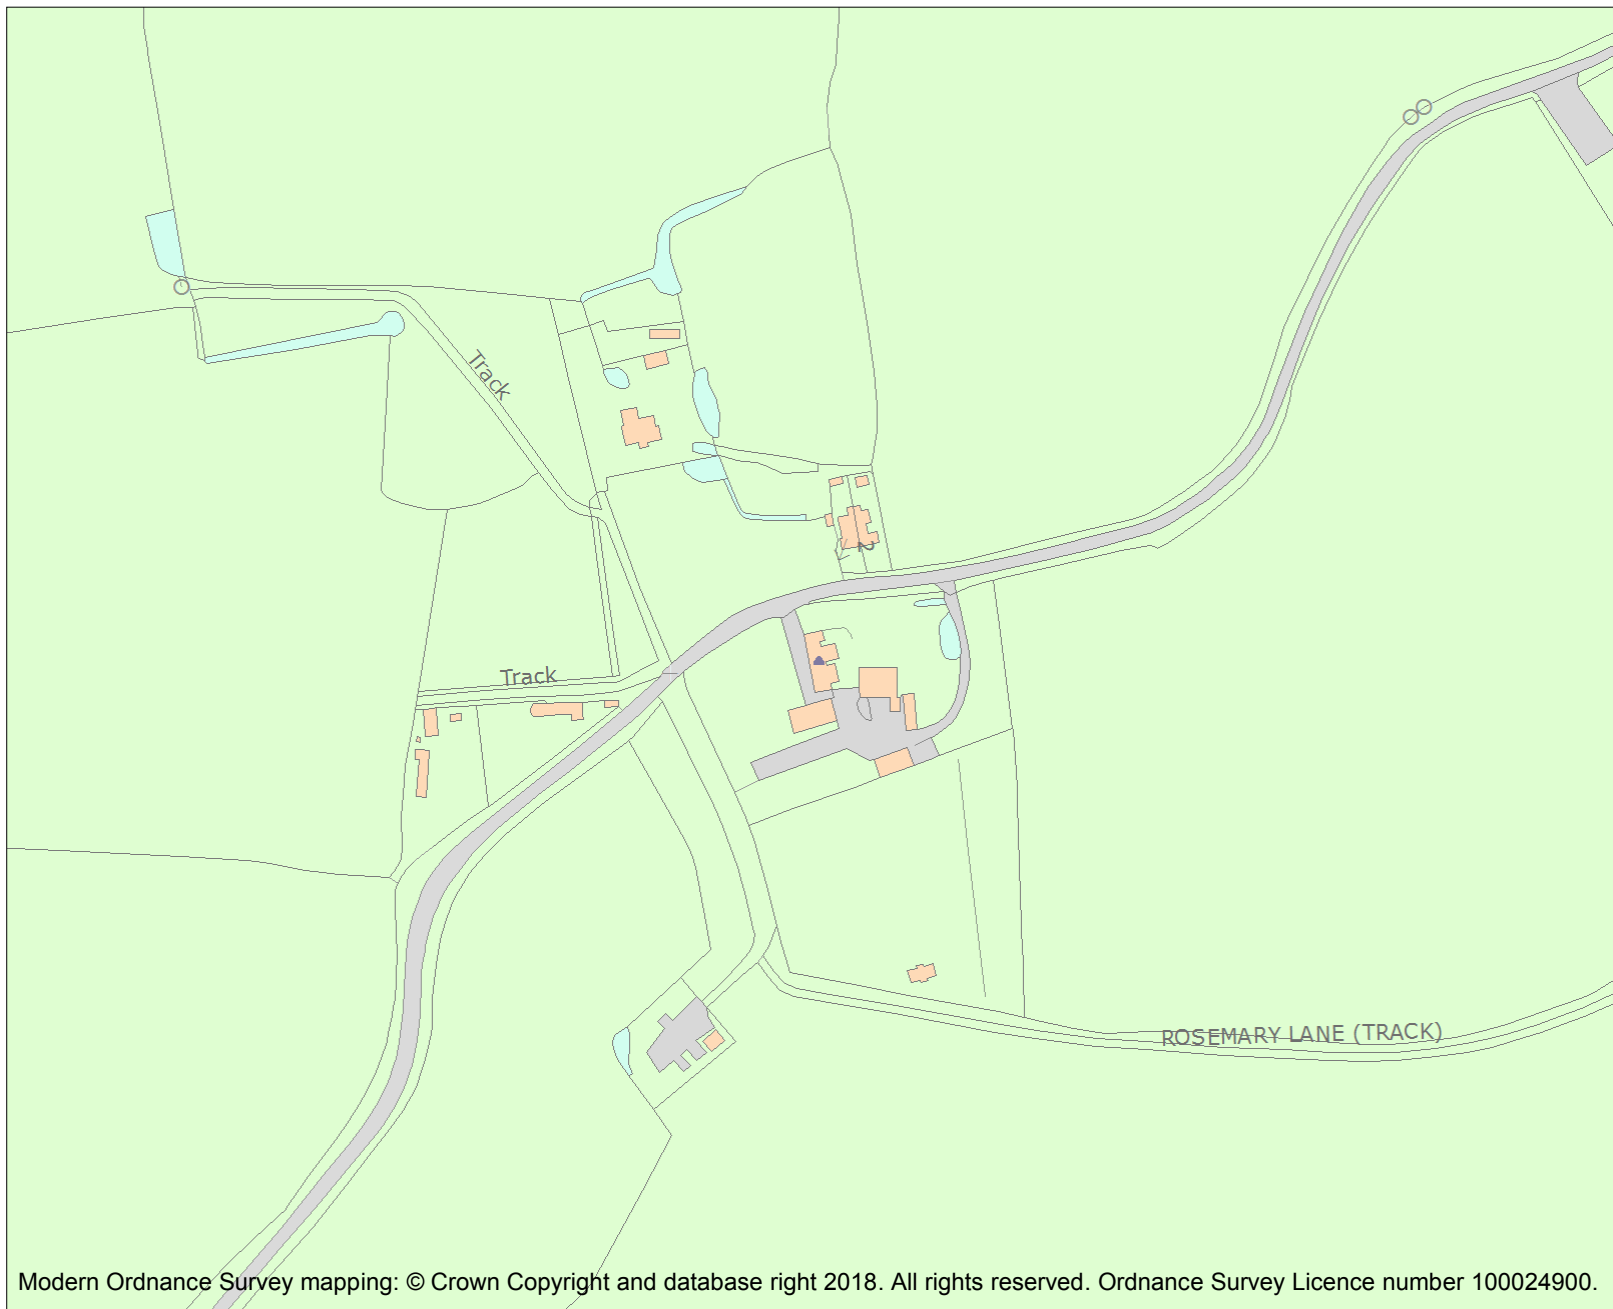 Track
2
Track
ROSEMARY LANE (TRACK)
Modern Ordnance Survey mapping: © Crown Copyright and database right 2018. All rights reserved. Ordnance Survey Licence number 100024900.